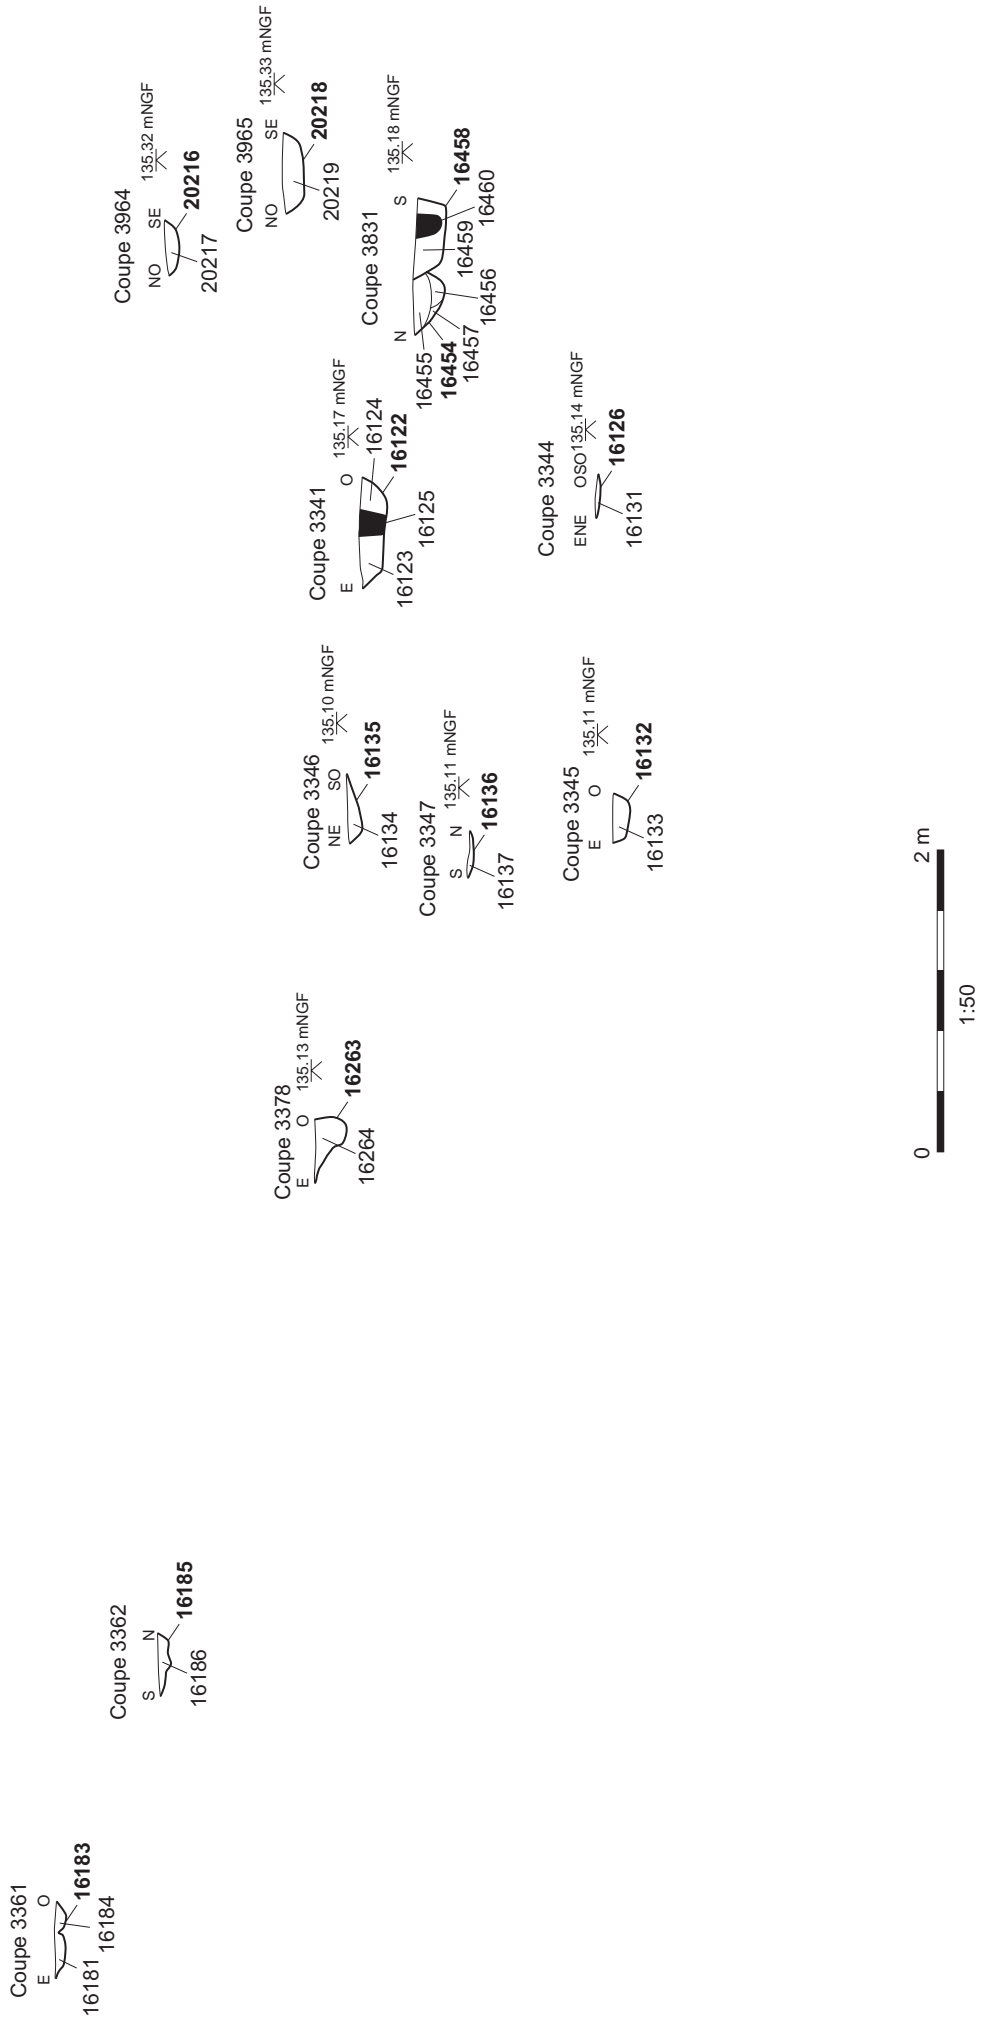 Coupe 3361
E O
16181
16184
16183
Coupe 3362
S N
16186
16185
Coupe 3378
E O
135.13 mNGF
16264
16263
Coupe 3346
NE SO
135.10 mNGF
16134
16135
Coupe 3347
S N
135.11 mNGF
16137
16136
Coupe 3345
E O
135.11 mNGF
16133
16132
Coupe 3341
E O
135.17 mNGF
16123
16125
16122
16124
Coupe 3344
ENE OSO
135.14 mNGF
16131
16126
Coupe 3964
NO SE
135.32 mNGF
20217
20216
Coupe 3965
NO SE
135.33 mNGF
20219
20218
Coupe 3831
N S
135.18 mNGF
16455
16454
16457
16456
16459
16460
16458
0 2 m
1:50